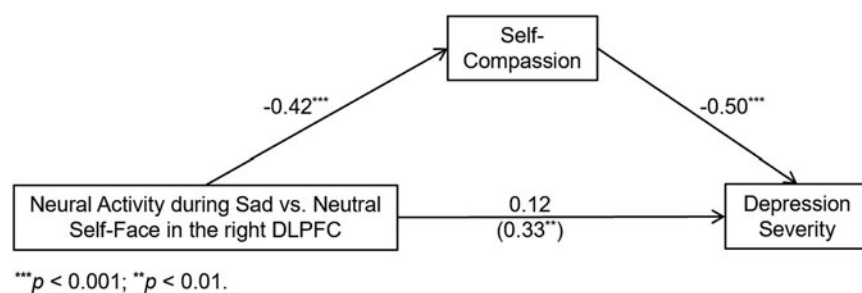 Self-
Compassion
-0.42***
-0.50***
Neural Activity during Sad vs. Neutral
Self-Face in the right DLPFC
0.12
(0.33**)
Depression
Severity
***p < 0.001; **p < 0.01.